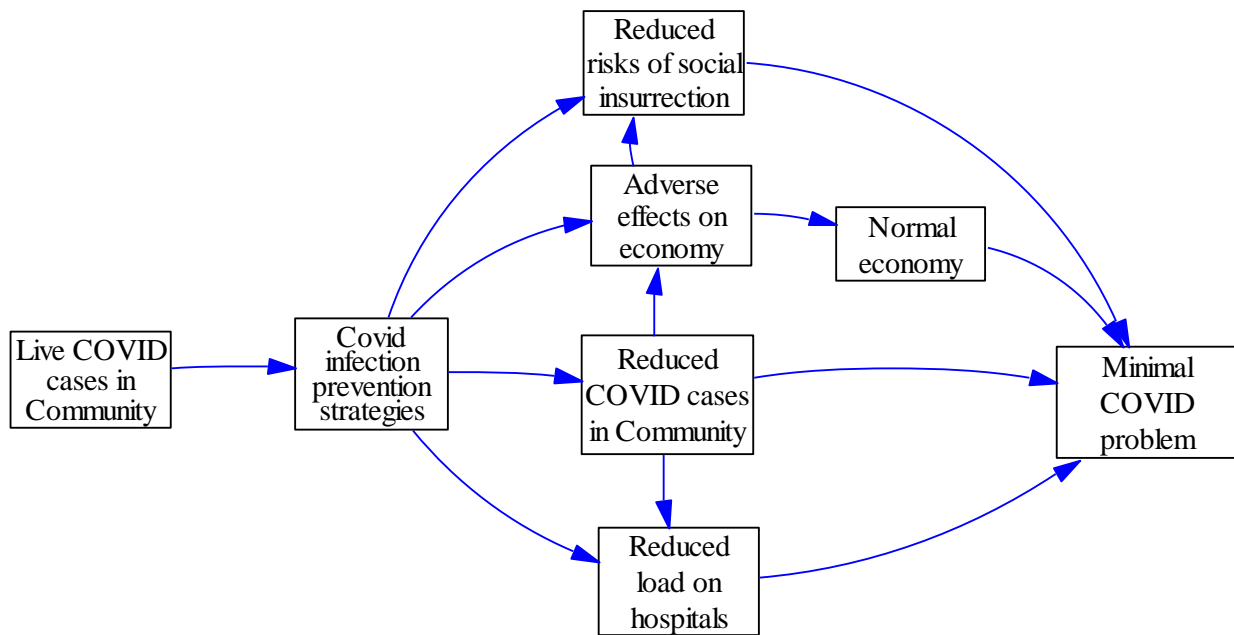 Reduced
risks of social
insurrection
Adverse
effects on
economy
Normal
economy
Live COVID
cases in
Community
Covid
infection
prevention
strategies
Reduced
COVID cases
in Community
Minimal
COVID
problem
Reduced
load on
hospitals